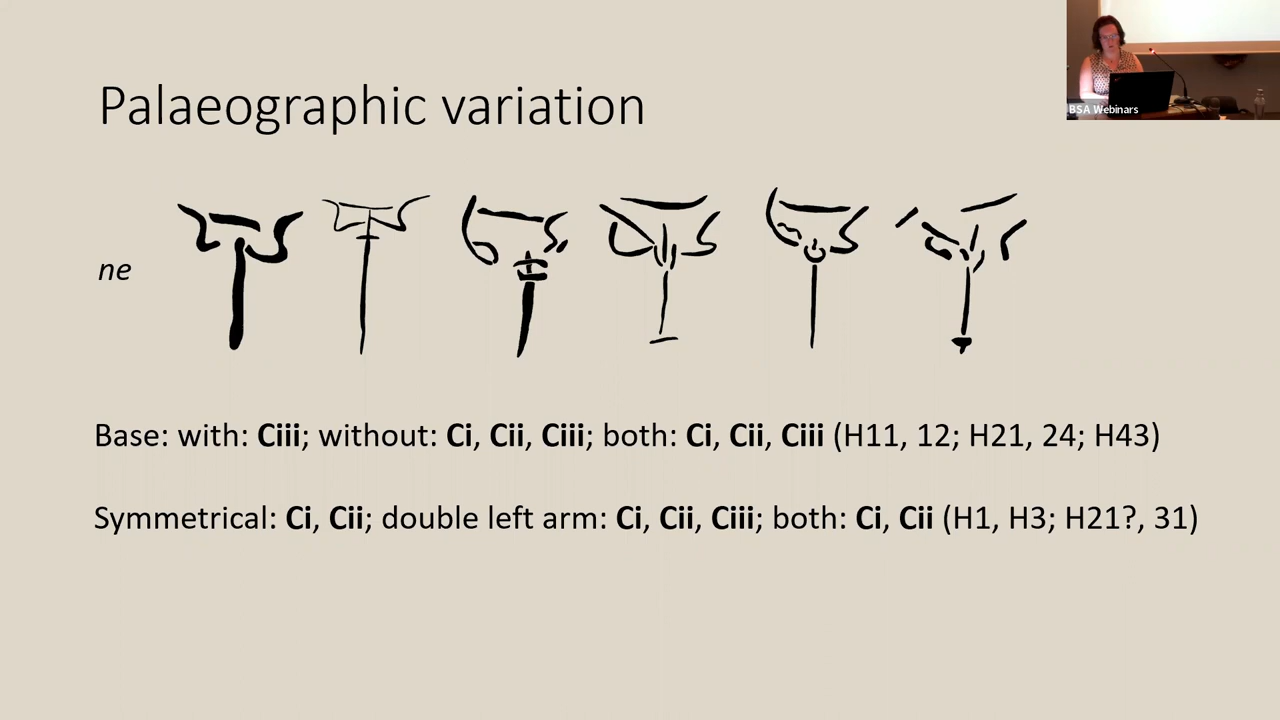 Palaeographic variation
BSA Webinars
ne
Base: with: Ciii; without: Ci, Cii, Ciii; both: Ci, Cii, Ciii (H11, 12; H21, 24; H43)
Symmetrical: Ci, Cii; double left arm: Ci, Cii, Ciii; both: Ci, Cii (H1, H3; H21?, 31)